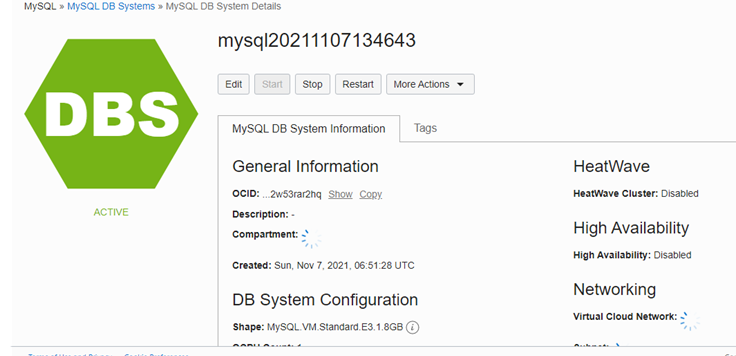 MySQL » MySQL DB Systems » MySQL DB System Details
mysql20211107134643
Edit Start Stop Restart More Actions
DBS
ACTIVE
MySQL DB System Information Tags
General Information
OCID: ...2w53rar2hq Show Copy
Description: -
Compartment:
Created: Sun, Nov 7, 2021, 06:51:28 UTC
DB System Configuration
Shape: MySQL.VM.Standard.E3.1.8GB
HeatWave
HeatWave Cluster: Disabled
High Availability
High Availability: Disabled
Networking
Virtual Cloud Network: